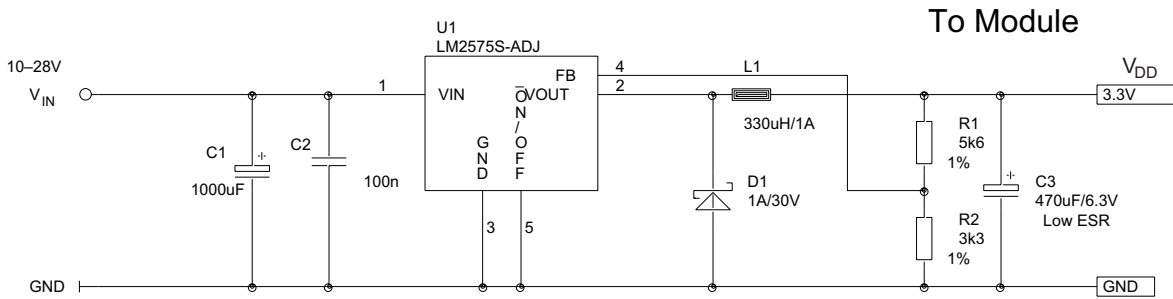 To Module
U1
LM2575S-ADJ
10–28V
V_IN
1
VIN
FB
VOUT
GND
ON/OFF
4
2
L1
330uH/1A
V_DD
3.3V
R1
5k6
1%
C1
1000uF
C2
100n
D1
1A/30V
C3
470uF/6.3V
Low ESR
R2
3k3
1%
3
5
GND
GND